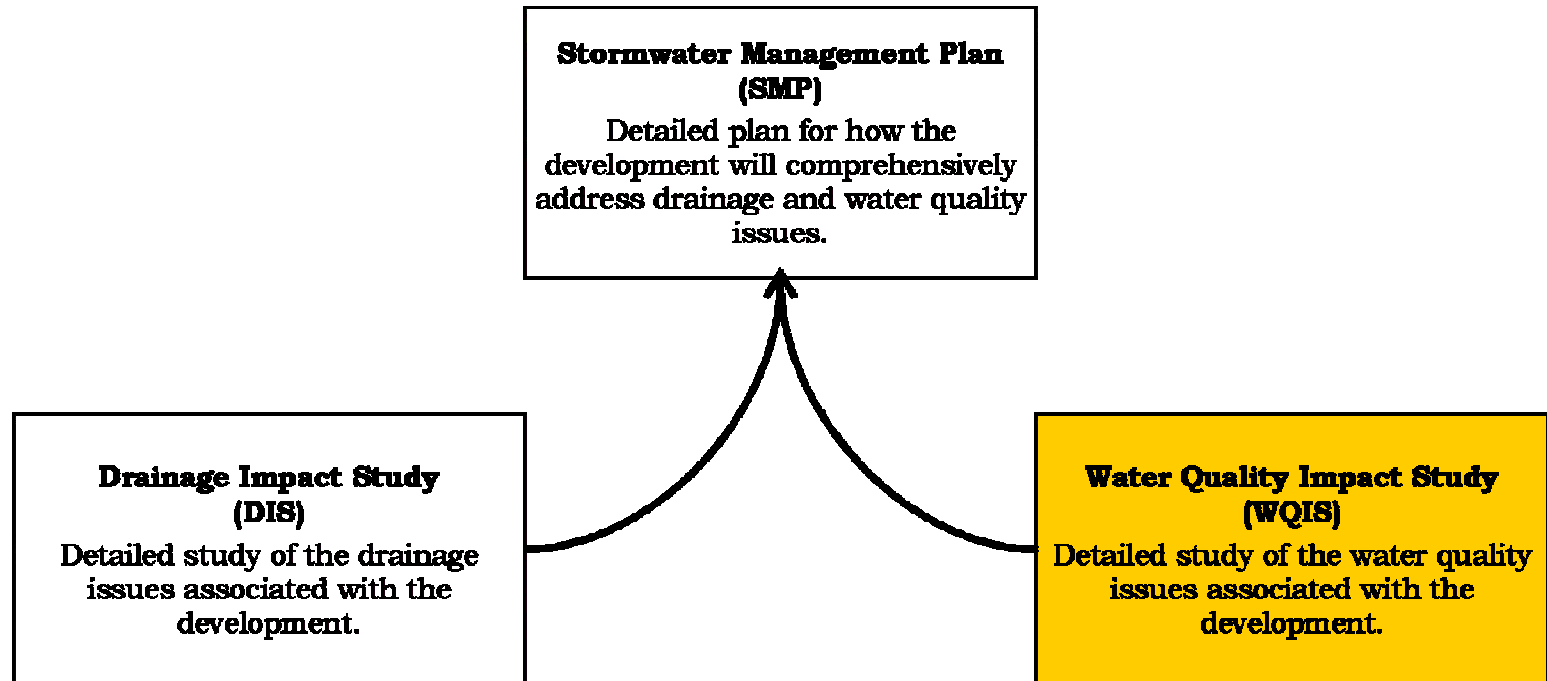 Stormwater Management Plan
(SMP)
Detailed plan for how the
development will comprehensively
address drainage and water quality
issues.
Drainage Impact Study
(DIS)
Detailed study of the drainage
issues associated with the
development.
Water Quality Impact Study
(WQIS)
Detailed study of the water quality
issues associated with the
development.